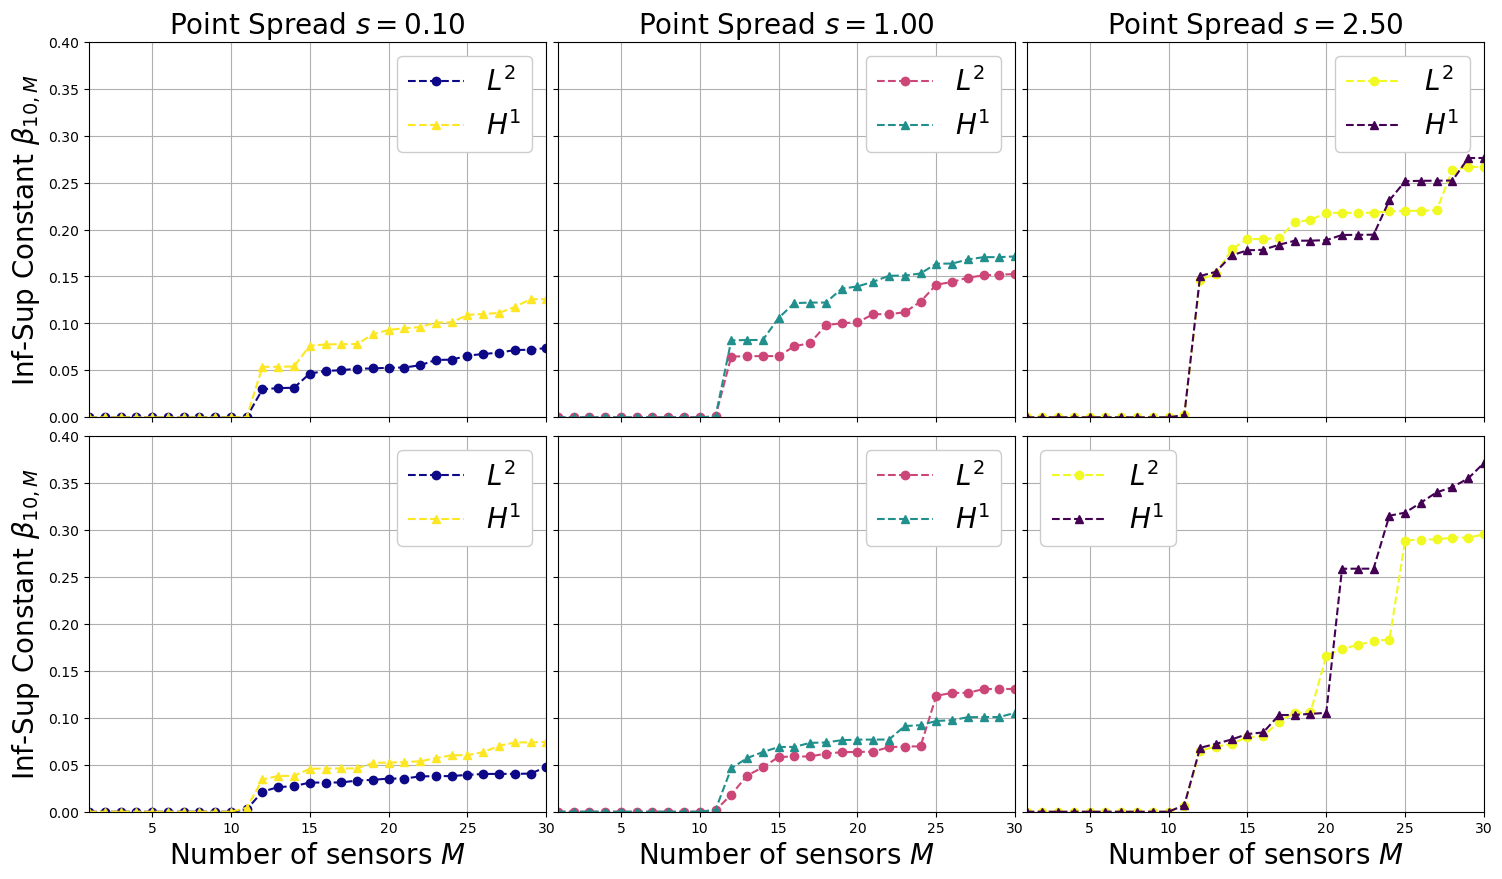 Point Spread s = 0.10
Point Spread s = 1.00
Point Spread s = 2.50
Inf-Sup Constant β10,M
0.40
0.35
0.30
0.25
0.20
0.15
0.10
0.05
0.00
L²
H¹
L²
H¹
L²
H¹
Inf-Sup Constant β10,M
0.40
0.35
0.30
0.25
0.20
0.15
0.10
0.05
0.00
L²
H¹
L²
H¹
L²
H¹
5 10 15 20 25 30
5 10 15 20 25 30
5 10 15 20 25 30
Number of sensors M
Number of sensors M
Number of sensors M